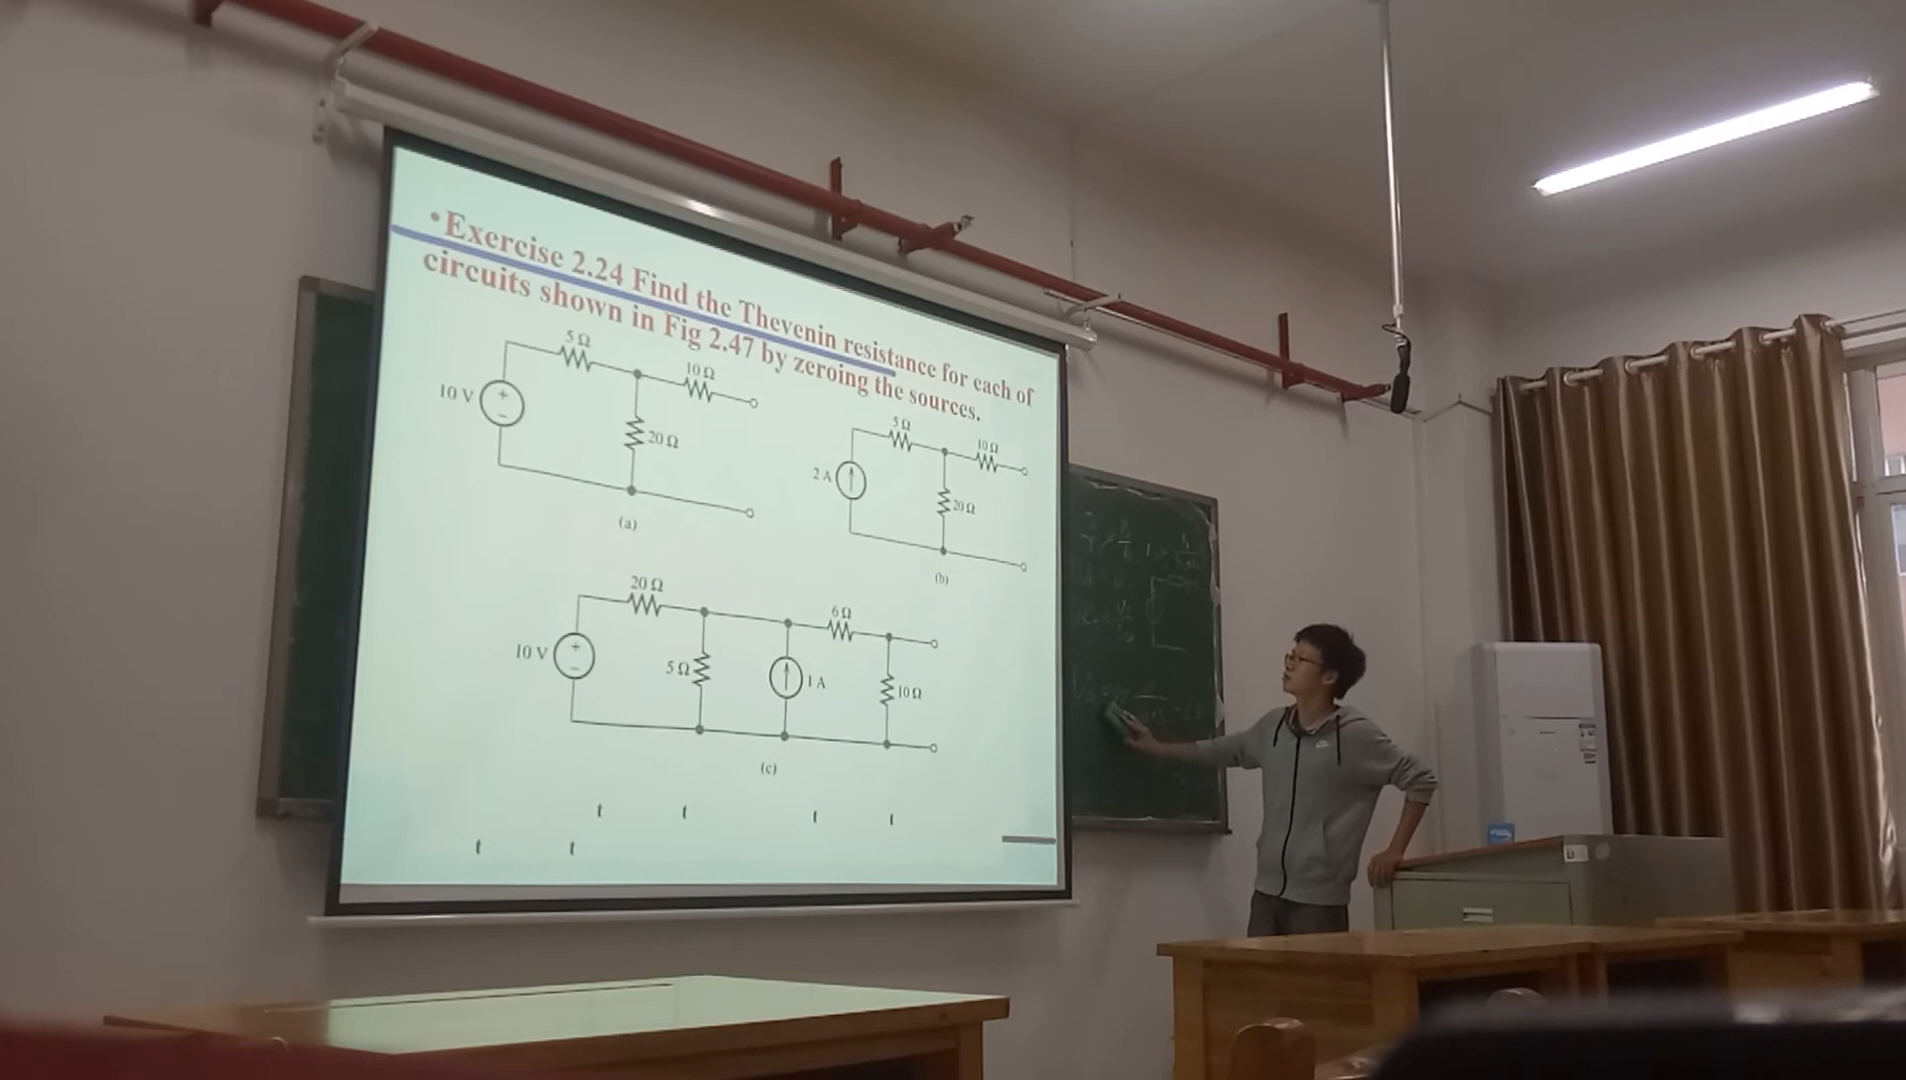 •Exercise 2.24 Find the Thevenin resistance for each of
circuits shown in Fig 2.47 by zeroing the sources.
5 Ω
10 Ω
10 V
20 Ω
(a)
5 Ω
10 Ω
2 A
20 Ω
(b)
20 Ω
6 Ω
10 V
5 Ω
1 A
10 Ω
(c)
t t t t
t t